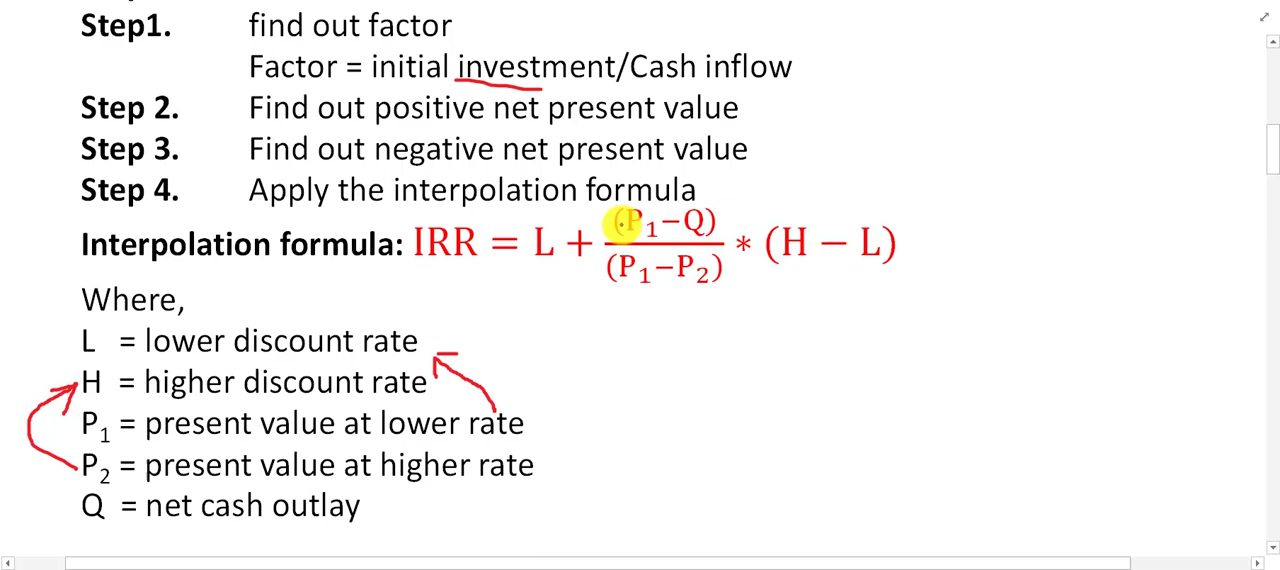 Step1. find out factor
Factor = initial investment/Cash inflow
Step 2. Find out positive net present value
Step 3. Find out negative net present value
Step 4. Apply the interpolation formula
Interpolation formula: IRR = L + (P₁−Q)/(P₁−P₂) * (H − L)
Where,
L = lower discount rate
H = higher discount rate
P₁ = present value at lower rate
P₂ = present value at higher rate
Q = net cash outlay